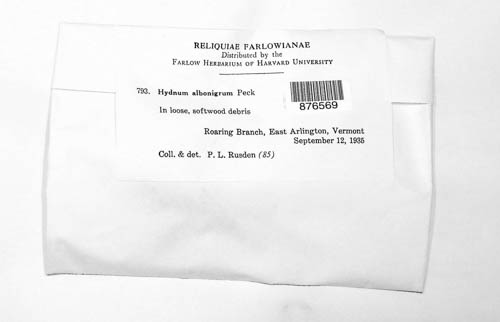 RELIQUIAE FARLOWIANAE
Distributed by the
FARLOW HERBARIUM OF HARVARD UNIVERSITY
793. Hydnum albonigrum Peck
876569
In loose, softwood debris
Roaring Branch, East Arlington, Vermont
September 12, 1935
Coll. & det. P. L. Rusden (85)